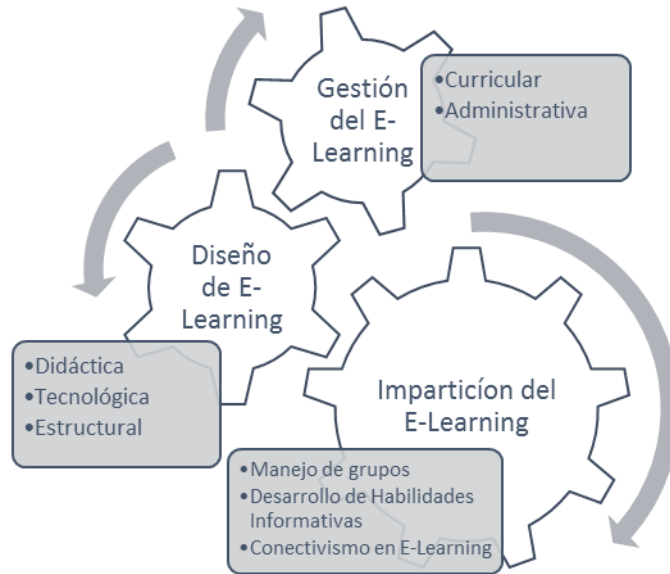 Gestión
del E-
Learning
•Curricular
•Administrativa
Diseño
de E-
Learning
•Didáctica
•Tecnológica
•Estructural
Imparticíon del
E-Learning
•Manejo de grupos
•Desarrollo de Habilidades
Informativas
•Conectivismo en E-Learning